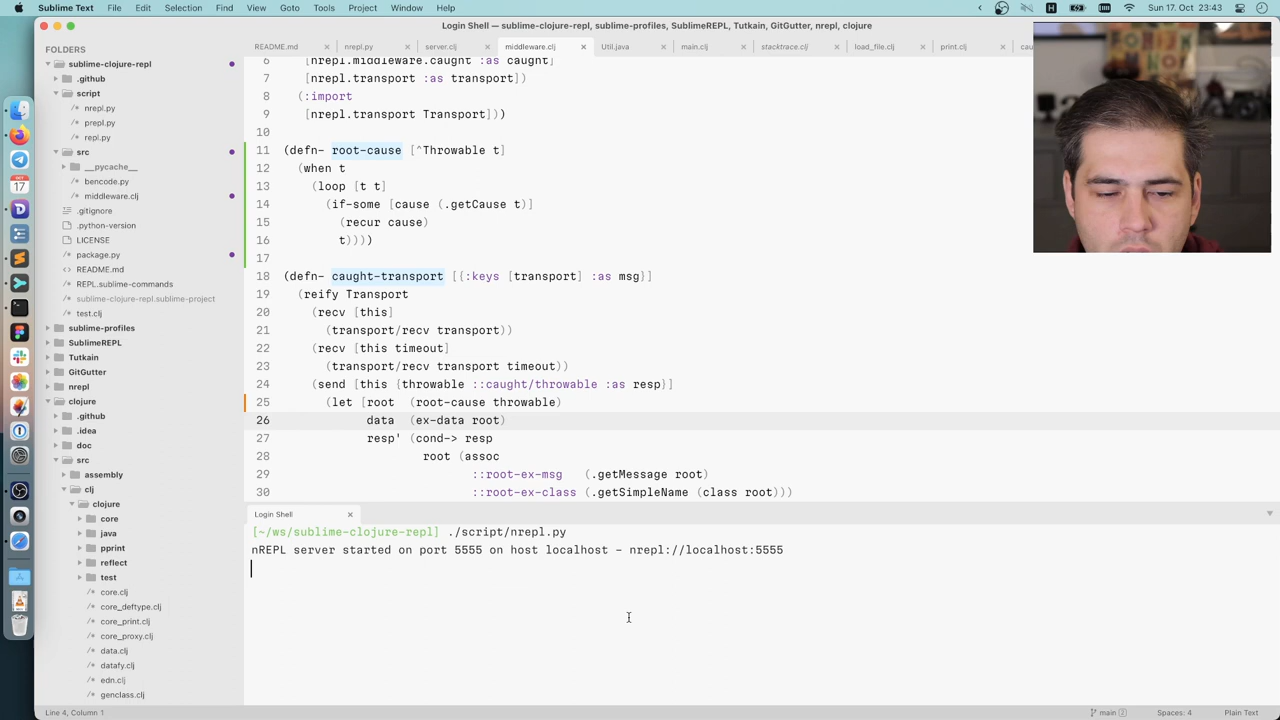 Sublime Text File Edit Selection Find View Goto Tools Project Window Help
Sun 17. Oct 23:43
Login Shell — sublime-clojure-repl, sublime-profiles, SublimeREPL, Tutkain, GitGutter, nrepl, clojure
FOLDERS
sublime-clojure-repl
.github
script
nrepl.py
prepl.py
repl.py
src
__pycache__
bencode.py
middleware.clj
.gitignore
.python-version
LICENSE
package.py
README.md
REPL.sublime-commands
sublime-clojure-repl.sublime-project
test.clj
sublime-profiles
SublimeREPL
Tutkain
GitGutter
nrepl
clojure
.github
.idea
doc
src
assembly
clj
clojure
core
java
pprint
reflect
test
core.clj
core_deftype.clj
core_print.clj
core_proxy.clj
data.clj
datafy.clj
edn.clj
genclass.clj
README.md nrepl.py server.clj middleware.clj Util.java main.clj stacktrace.clj load_file.clj print.clj
6 [nrepl.middleware.caught :as caught]
7 [nrepl.transport :as transport])
8 (:import
9 [nrepl.transport Transport]))
10
11 (defn- root-cause [^Throwable t]
12 (when t
13 (loop [t t]
14 (if-some [cause (.getCause t)]
15 (recur cause)
16 t))))
17
18 (defn- caught-transport [{:keys [transport] :as msg}]
19 (reify Transport
20 (recv [this]
21 (transport/recv transport))
22 (recv [this timeout]
23 (transport/recv transport timeout))
24 (send [this {throwable ::caught/throwable :as resp}]
25 (let [root (root-cause throwable)
26 data (ex-data root)
27 resp' (cond-> resp
28 root (assoc
29 ::root-ex-msg (.getMessage root)
30 ::root-ex-class (.getSimpleName (class root)))
Login Shell
[~/ws/sublime-clojure-repl] ./script/nrepl.py
nREPL server started on port 5555 on host localhost - nrepl://localhost:5555
Line 4, Column 1
main
Spaces: 4
Plain Text